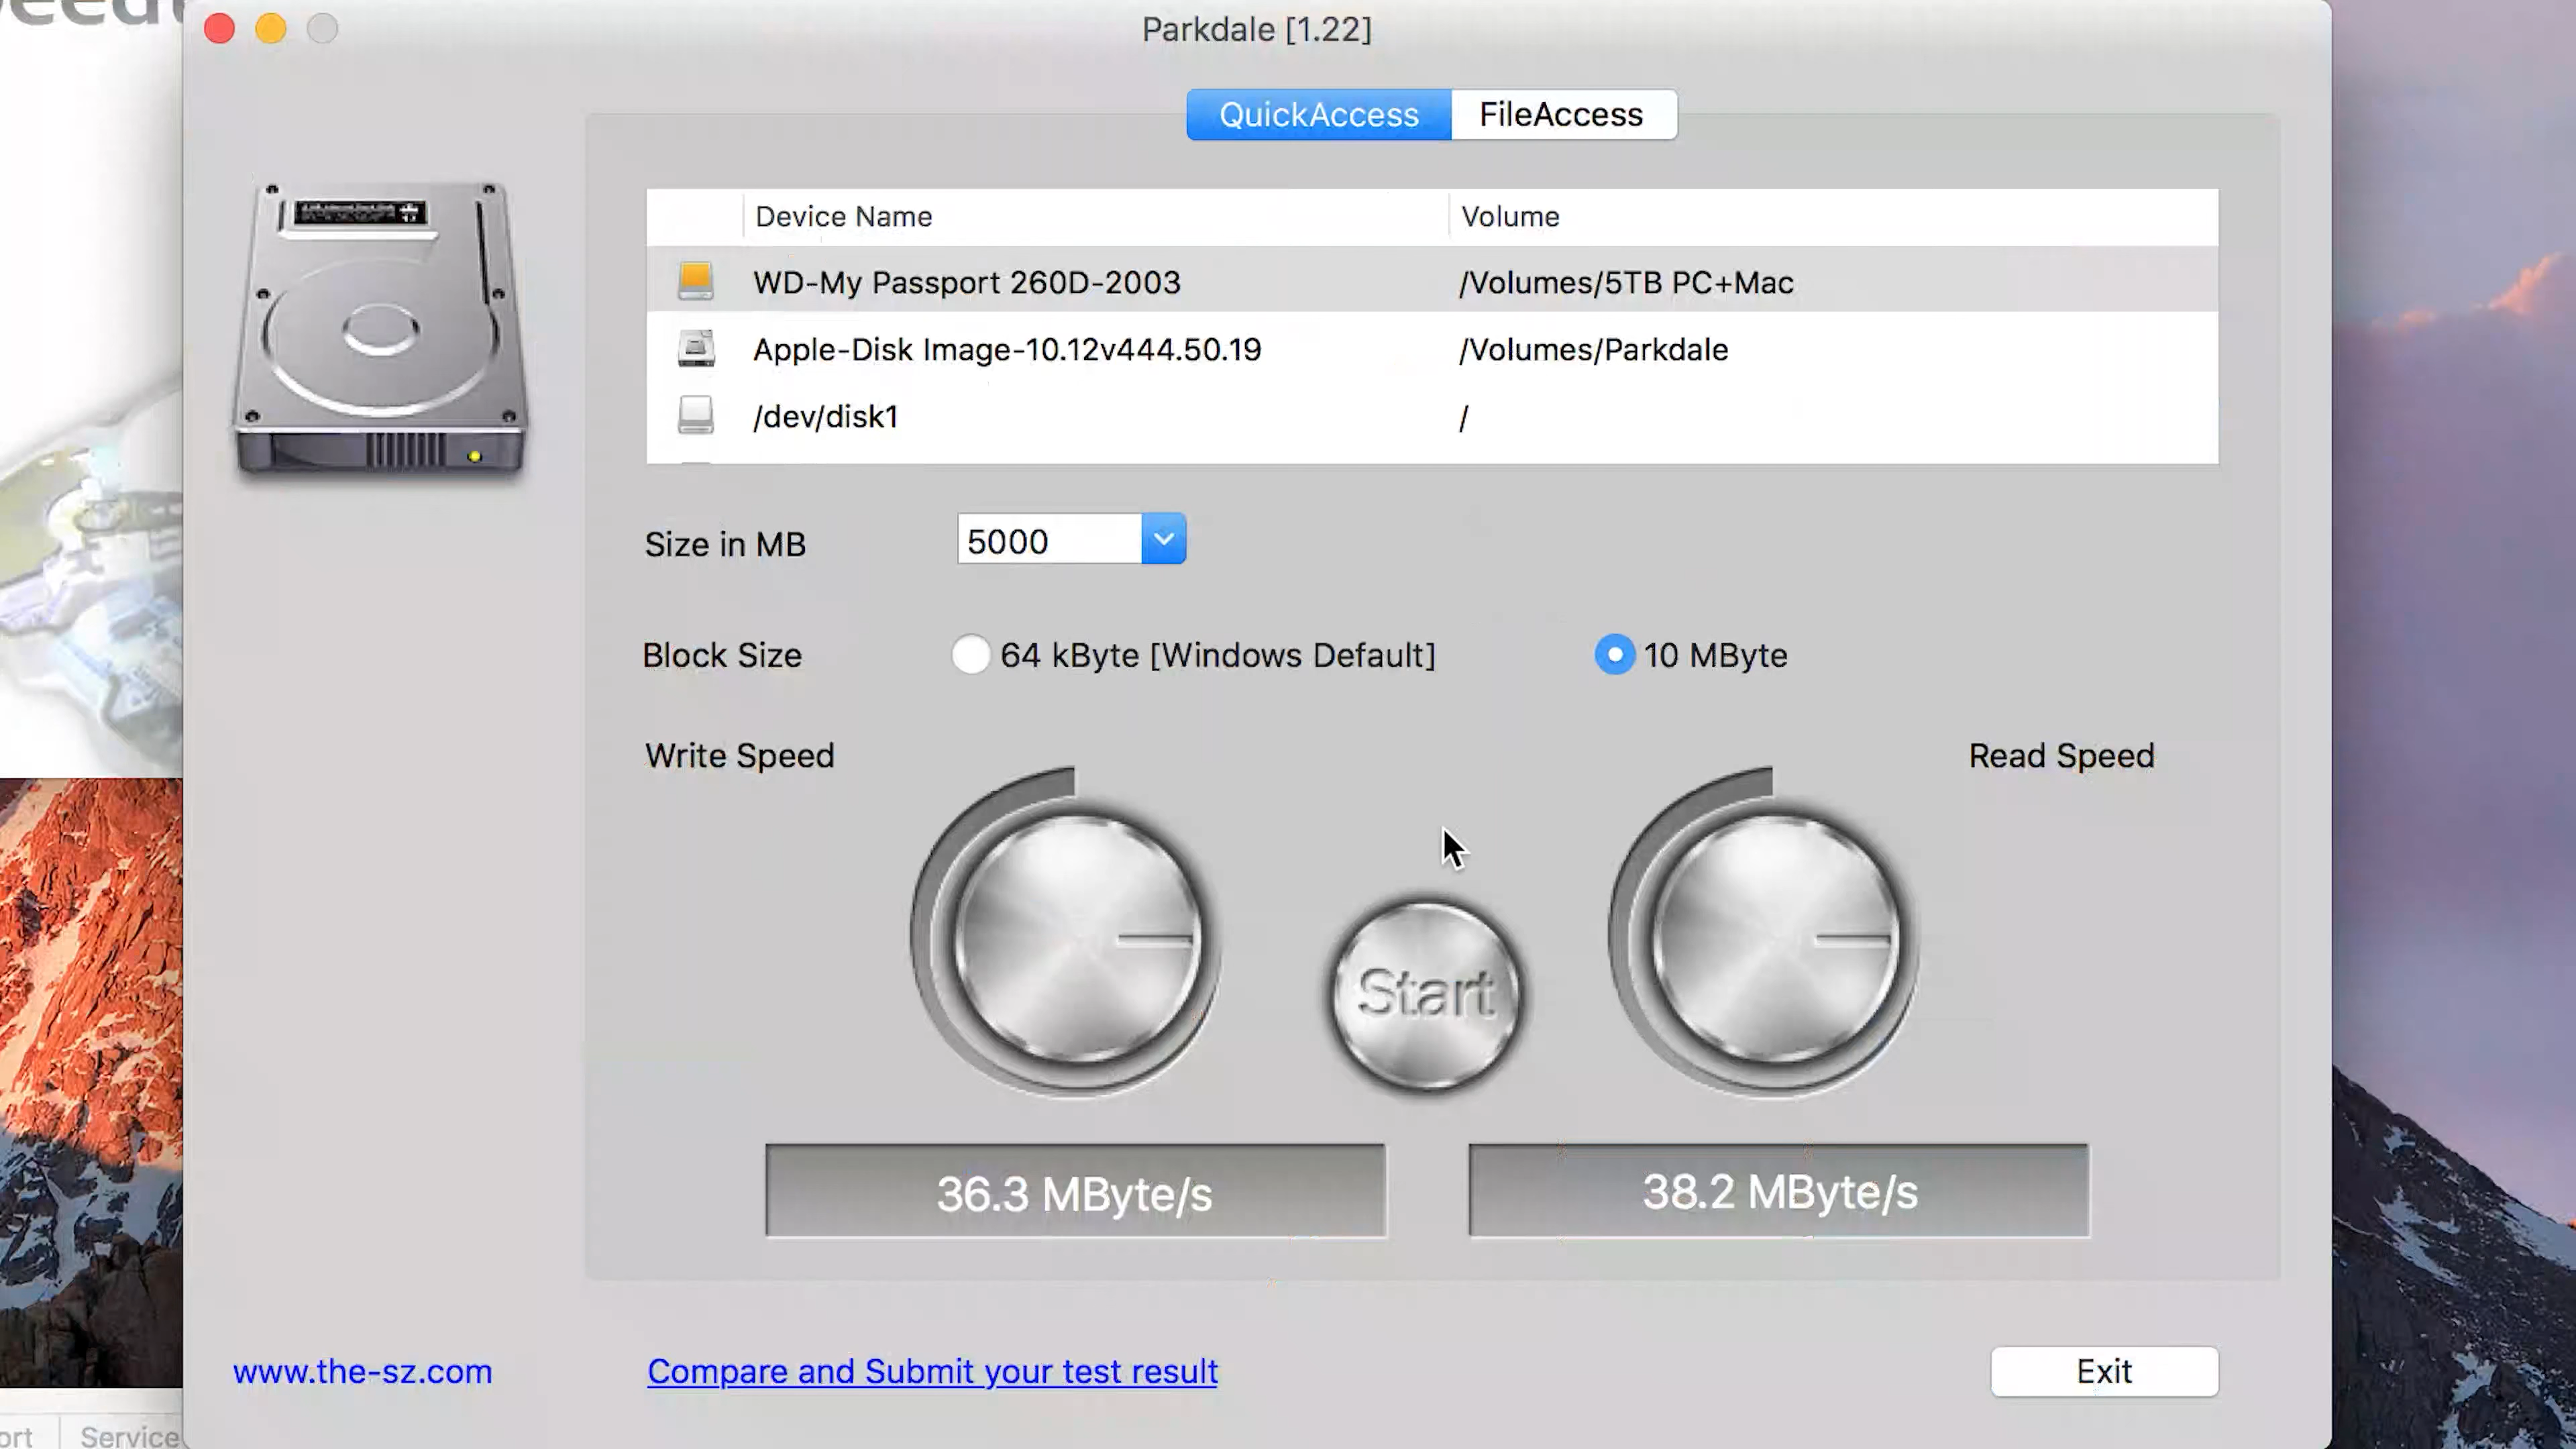 Parkdale [1.22]
QuickAccess FileAccess
Device Name Volume
WD-My Passport 260D-2003 /Volumes/5TB PC+Mac
Apple-Disk Image-10.12v444.50.19 /Volumes/Parkdale
/dev/disk1 /
Size in MB 5000
Block Size 64 kByte [Windows Default] 10 MByte
Write Speed Read Speed
Start
36.3 MByte/s 38.2 MByte/s
www.the-sz.com Compare and Submit your test result Exit
Service